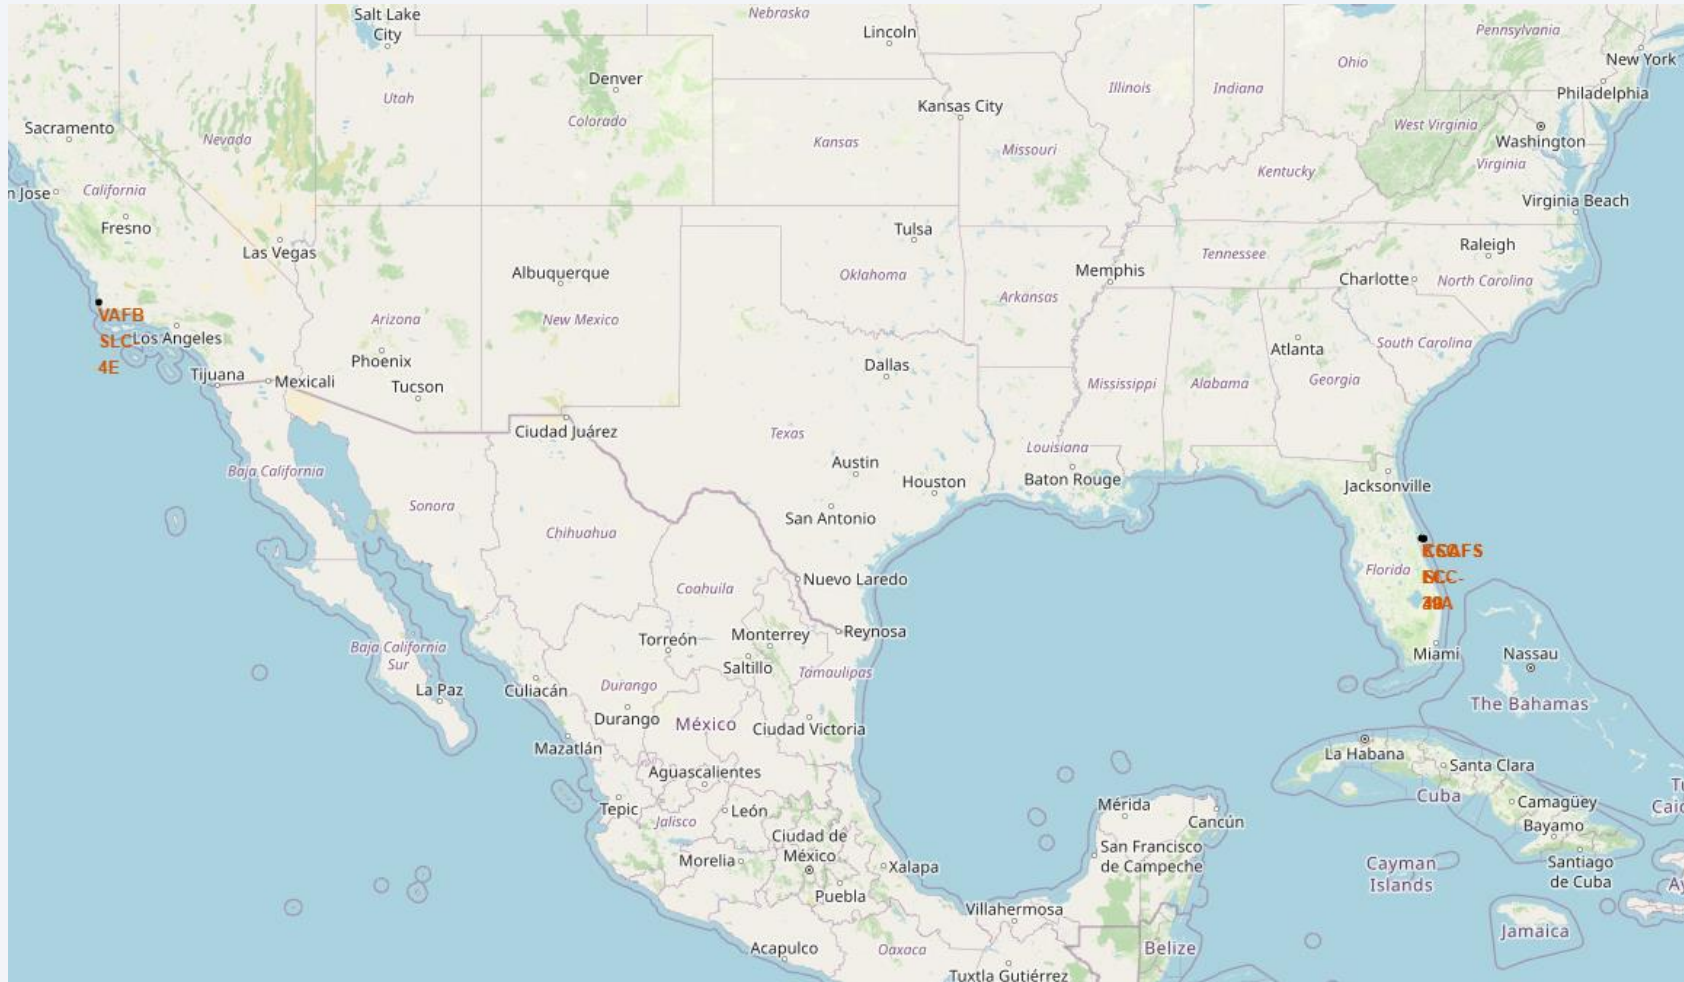 Salt Lake
City
Nebraska
Lincoln
Pennsylvania
New York
Ohio
Denver
Illinois
Indiana
Philadelphia
Utah
Kansas City
Colorado
Sacramento
West Virginia
Washington
Nevada
Kansas
Missouri
Virginia
Kentucky
n Jose
California
Virginia Beach
Fresno
Tulsa
Raleigh
Las Vegas
Tennessee
Albuquerque
Oklahoma
Memphis
Charlotte
North Carolina
Arkansas
VAFB
SLC-
4E
Los Angeles
Arizona
New Mexico
South Carolina
Atlanta
Phoenix
Dallas
Tijuana
Mexicali
Tucson
Mississippi
Alabama
Georgia
Ciudad Juárez
Texas
Louisiana
Austin
Baja California
Houston
Baton Rouge
Jacksonville
Sonora
San Antonio
Chihuahua
Florida
Nuevo Laredo
Coahuila
Torreón
Monterrey
Reynosa
Baja California
Sur
Saltillo
Tamaulipas
Miami
Nassau
La Paz
Culiacán
Durango
The Bahamas
Durango
México
Ciudad Victoria
Mazatlán
La Habana
Santa Clara
Aguascalientes
Cuba
Tepic
León
Mérida
Camagüey
Jalisco
Cancún
Bayamo
Ciudad de
México
San Francisco
de Campeche
Morelia
Xalapa
Cayman
Islands
Santiago
de Cuba
Puebla
Villahermosa
Jamaica
Acapulco
Oaxaca
Belize
Tuxtla Gutiérrez